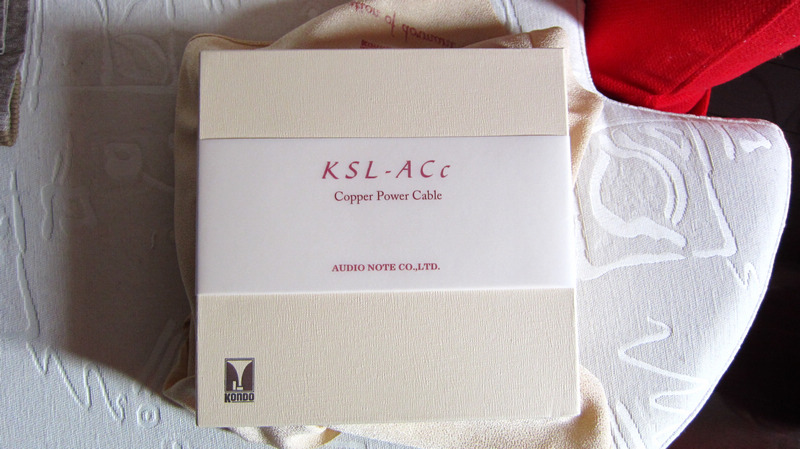 KSL-ACc
Copper Power Cable
AUDIO NOTE CO.,LTD.
KONDO